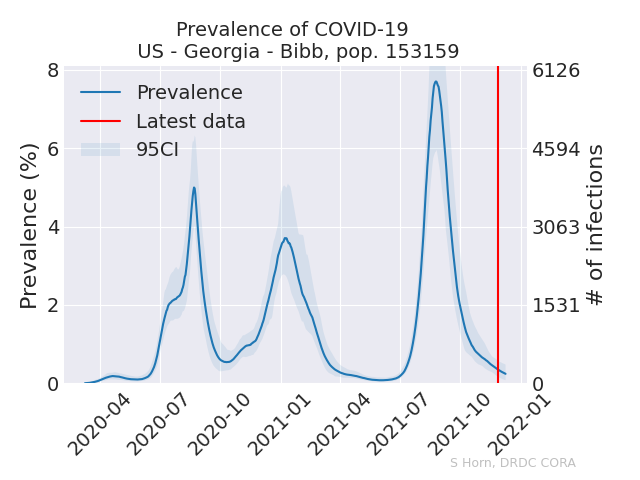 Prevalence of COVID-19
US - Georgia - Bibb, pop. 153159
Prevalence
Latest data
95CI
Prevalence (%)
8
6
4
2
0
6126
4594
3063
1531
0
# of infections
2020-04
2020-07
2020-10
2021-01
2021-04
2021-07
2021-10
2022-01
S Horn, DRDC CORA